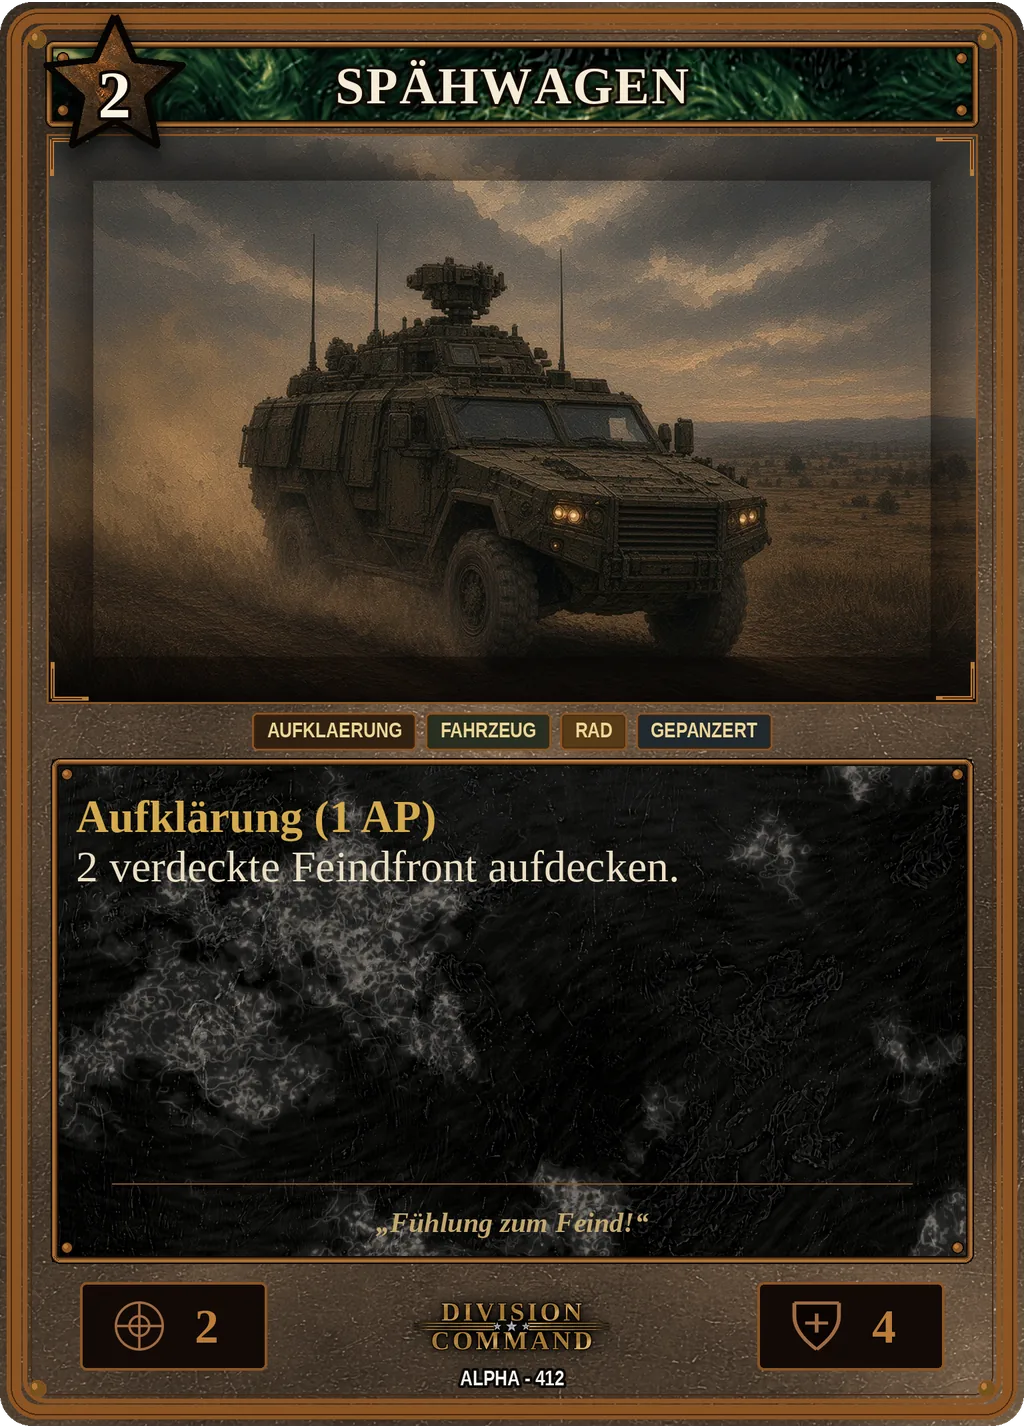 2
SPÄHWAGEN
AUFKLAERUNG FAHRZEUG RAD GEPANZERT
Aufklärung (1 AP)
2 verdeckte Feindfront aufdecken.
„Fühlung zum Feind!“
2
DIVISION
COMMAND
4
ALPHA - 412